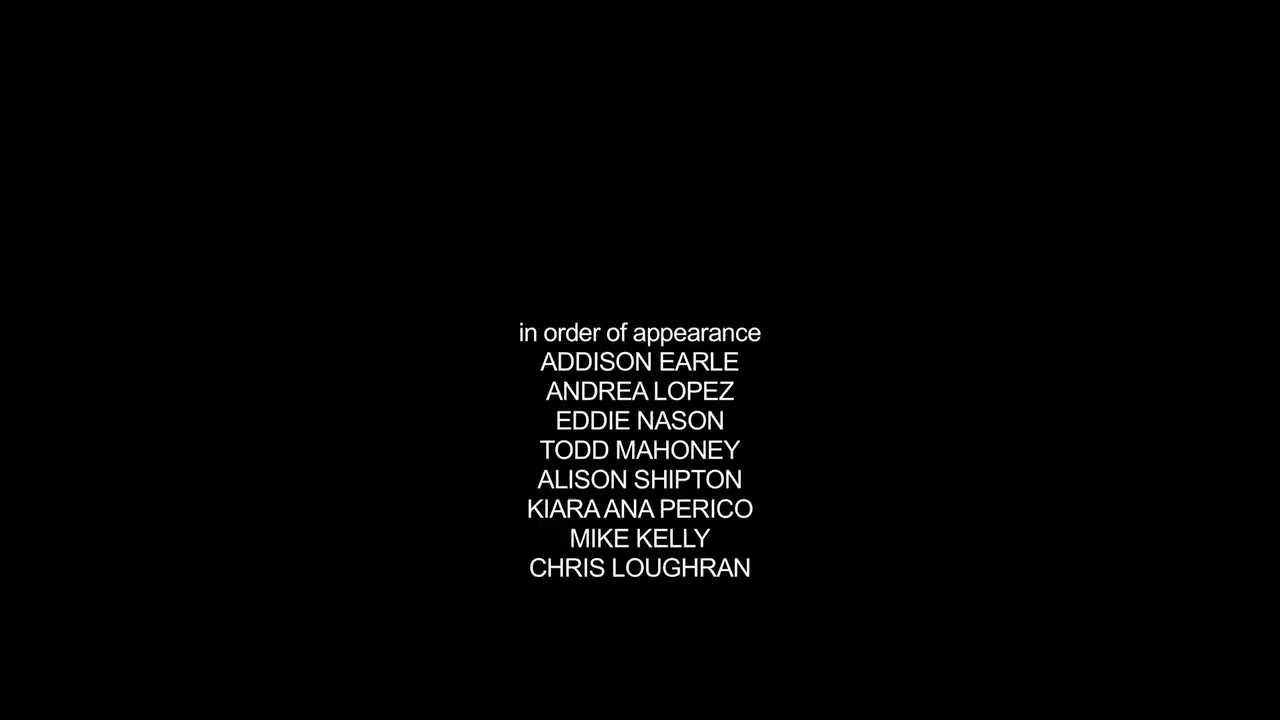 in order of appearance
ADDISON EARLE
ANDREA LOPEZ
EDDIE NASON
TODD MAHONEY
ALISON SHIPTON
KIARA ANA PERICO
MIKE KELLY
CHRIS LOUGHRAN